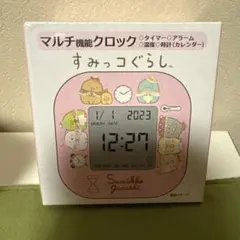 マルチ機能クロック
◎タイマー◎アラーム
◎温度◎時計(カレンダー)
すみっコぐらし
1/1 2023
12:27
Sumikko
gurashi